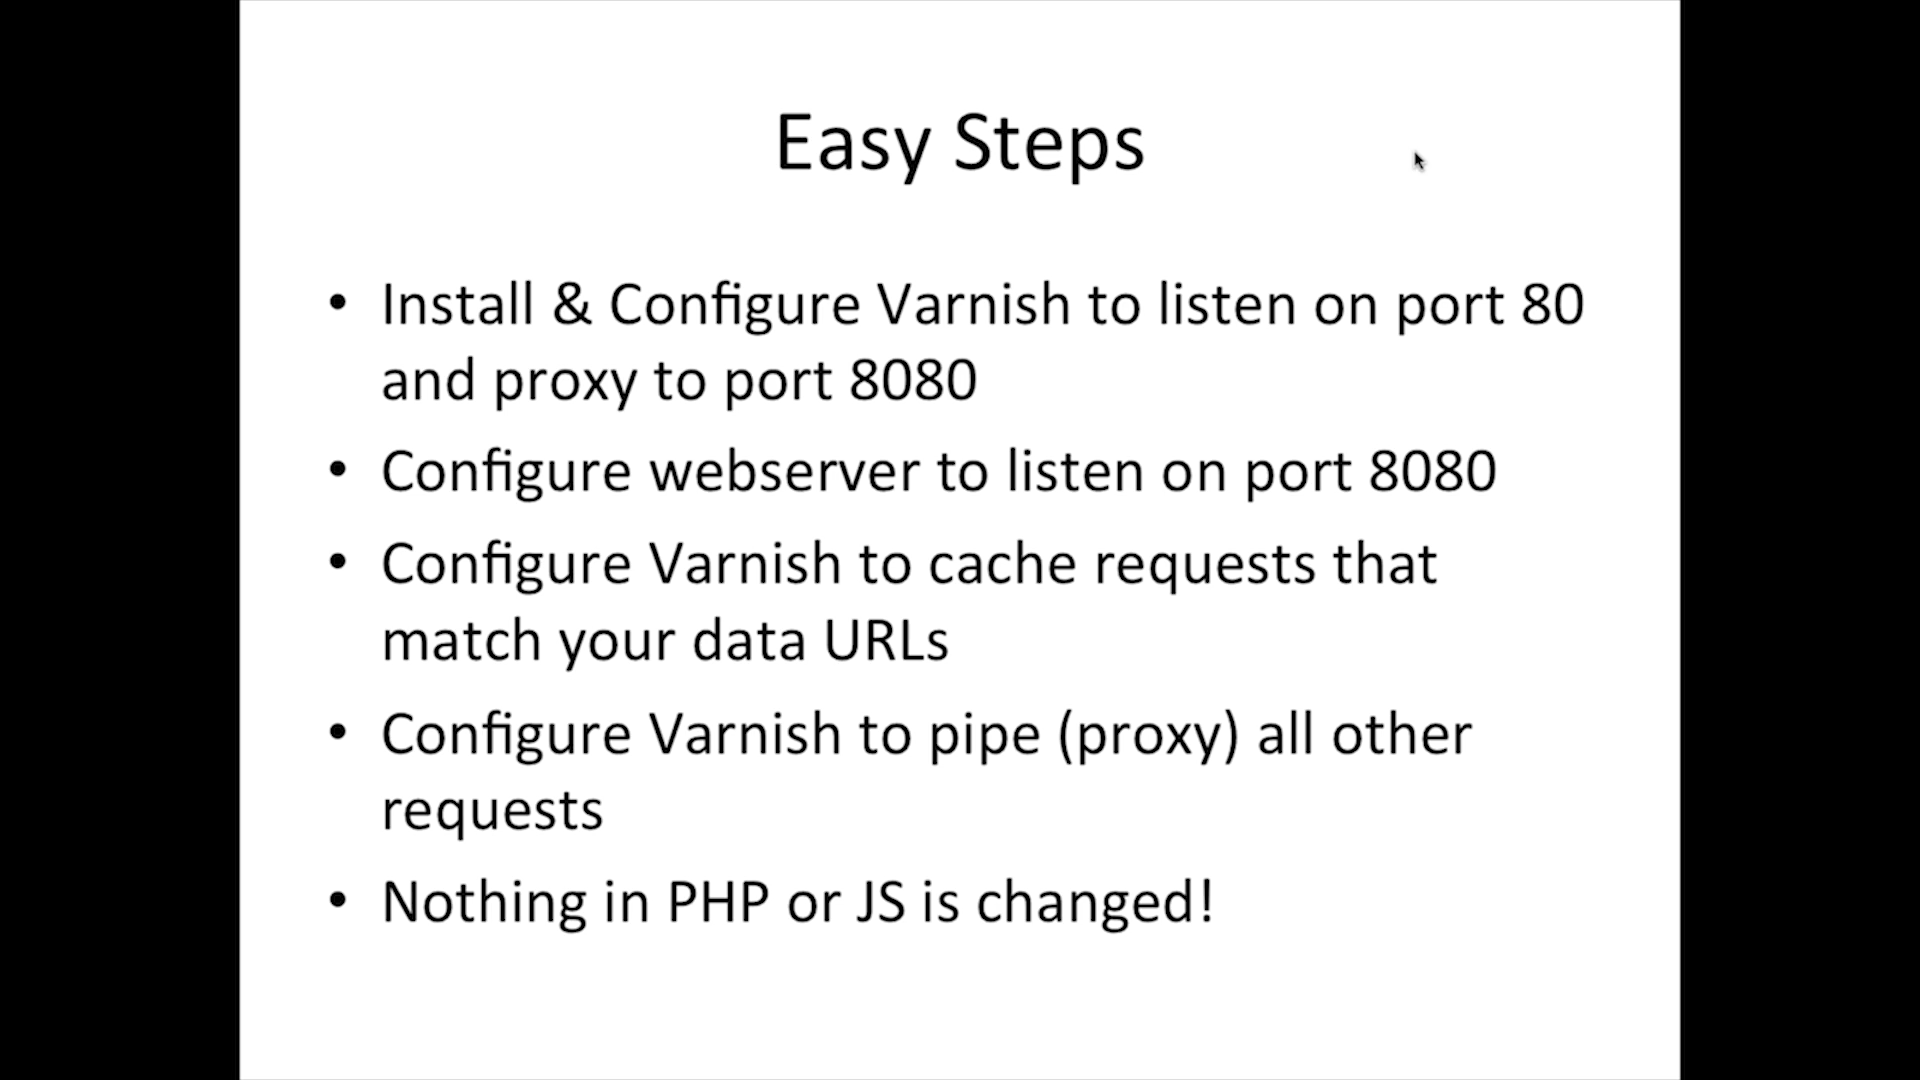 Easy Steps
• Install & Configure Varnish to listen on port 80
and proxy to port 8080
• Configure webserver to listen on port 8080
• Configure Varnish to cache requests that
match your data URLs
• Configure Varnish to pipe (proxy) all other
requests
• Nothing in PHP or JS is changed!